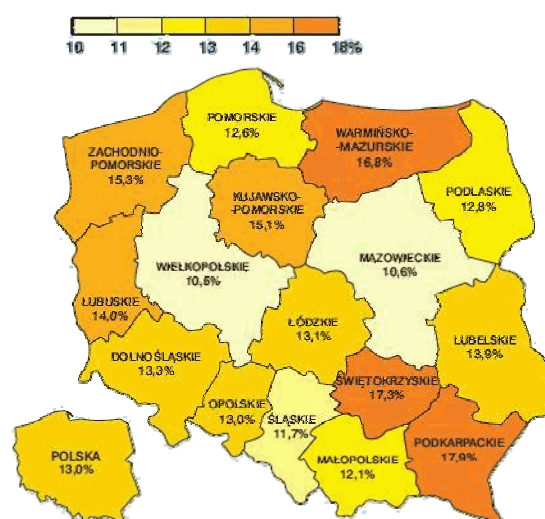 10 11 12 13 14 16 18%
POMORSKIE
12,6%
WARMIŃSKO-
-MAZURSKIE
16,8%
ZACHODNIO-
POMORSKIE
15,3%
KUJAWSKO-
-POMORSKIE
15,1%
PODLASKIE
12,8%
WIELKOPOLSKIE
10,5%
MAZOWIECKIE
10,6%
LUBUSKIE
ŁÓDZKIE
13,1%
LUBELSKIE
13,9%
DOLNOŚLĄSKIE
13,3%
OPOLSKIE
13,0%
ŚLĄSKIE
11,7%
ŚWIĘTOKRZYSKIE
17,3%
POLSKA
13,0%
MAŁOPOLSKIE
12,1%
PODKARPACKIE
17,9%